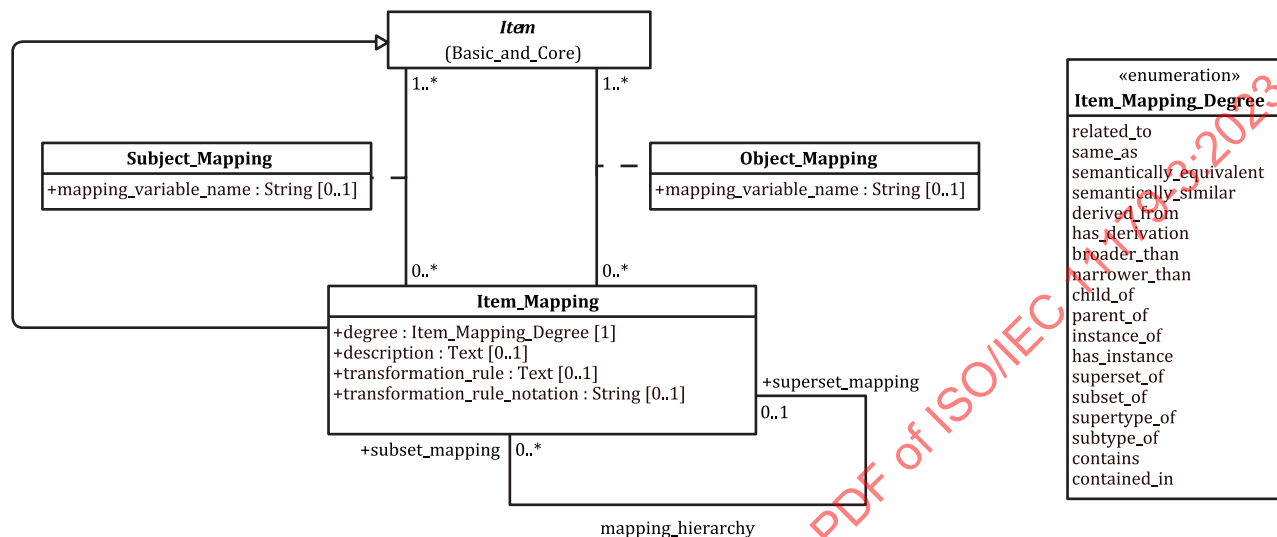 Item
(Basic_and_Core)
1..*
1..*
Subject_Mapping
+mapping_variable_name : String [0..1]
Object_Mapping
+mapping_variable_name : String [0..1]
0..*
0..*
Item_Mapping
+degree : Item_Mapping_Degree [1]
+description : Text [0..1]
+transformation_rule : Text [0..1]
+transformation_rule_notation : String [0..1]
+superset_mapping
0..1
+subset_mapping
0..*
mapping_hierarchy
«enumeration»
Item_Mapping_Degree
related_to
same_as
semantically_equivalent
semantically_similar
derived_from
has_derivation
broader_than
narrower_than
child_of
parent_of
instance_of
has_instance
superset_of
subset_of
supertype_of
subtype_of
contains
contained_in
PDF of ISO/IEC 11179-3:2023